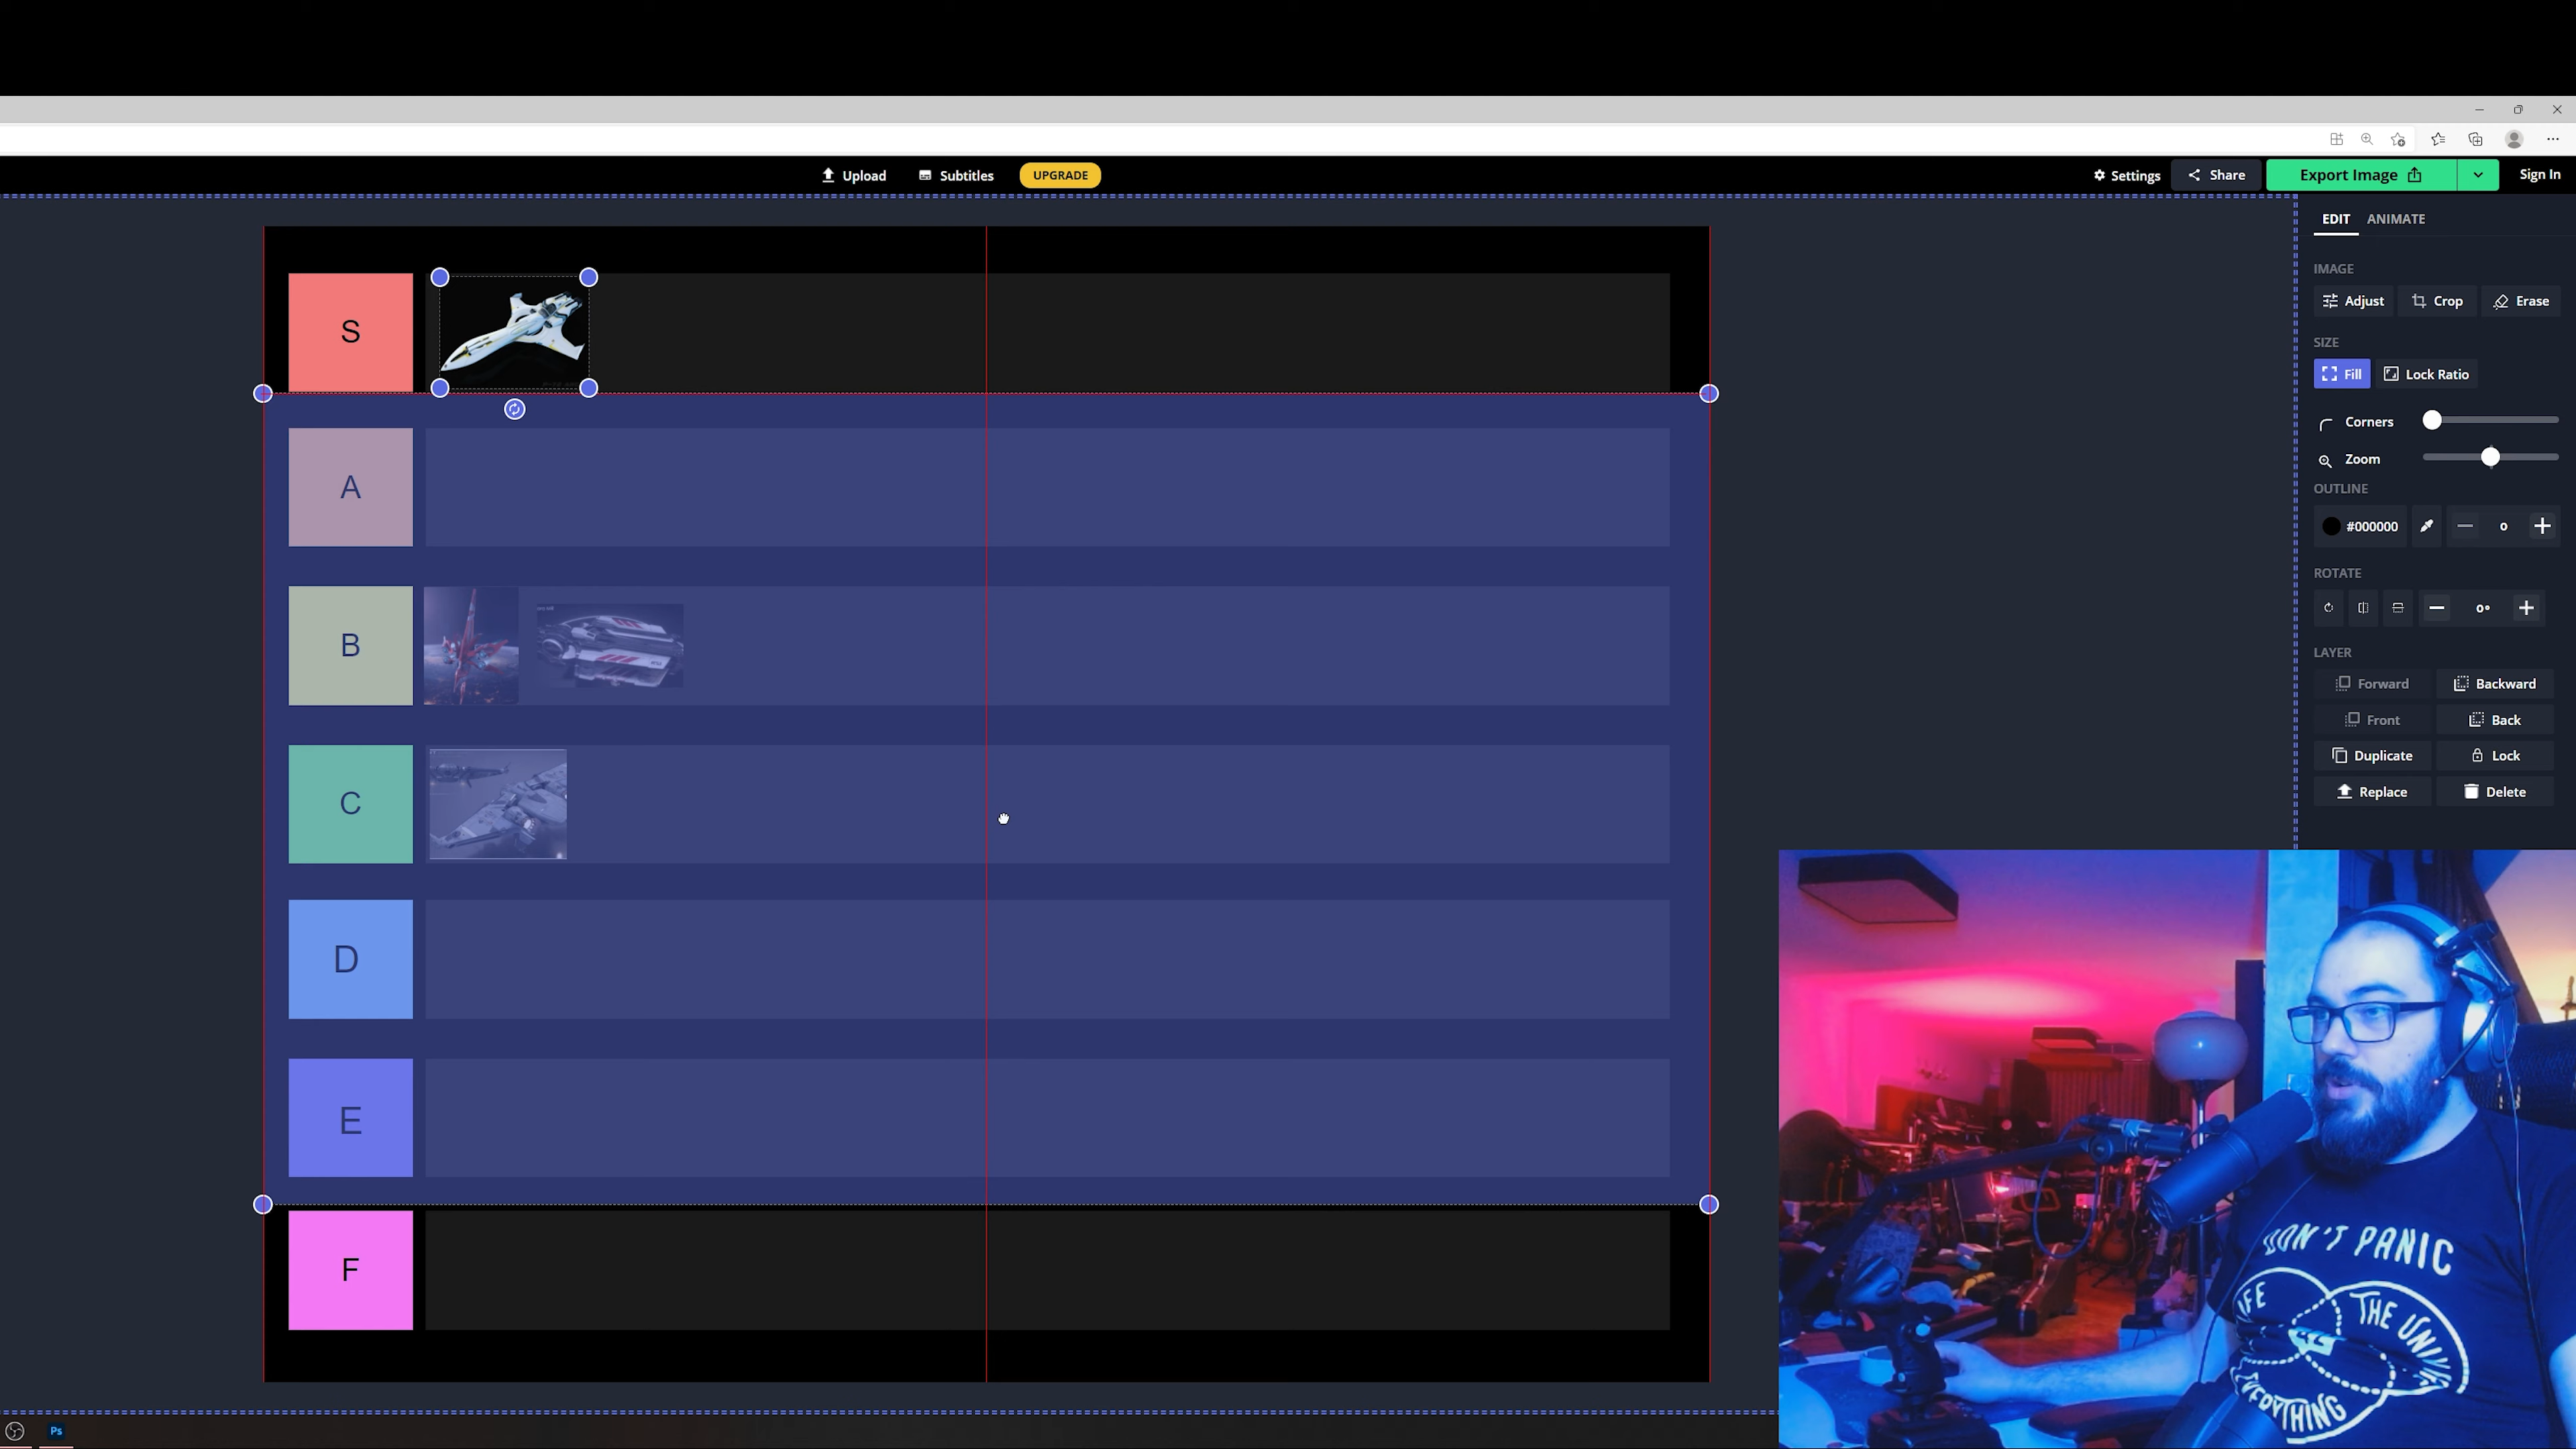 Upload
Subtitles
UPGRADE
Settings
Share
Export Image
Sign In
EDIT
ANIMATE
IMAGE
Adjust
Crop
Erase
SIZE
Fill
Lock Ratio
Corners
Zoom
OUTLINE
#000000
0
ROTATE
0°
LAYER
Forward
Backward
Front
Back
Duplicate
Lock
Replace
Delete
S
A
B
C
D
E
F
DON'T PANIC
THE
EVERYTHING
Ps